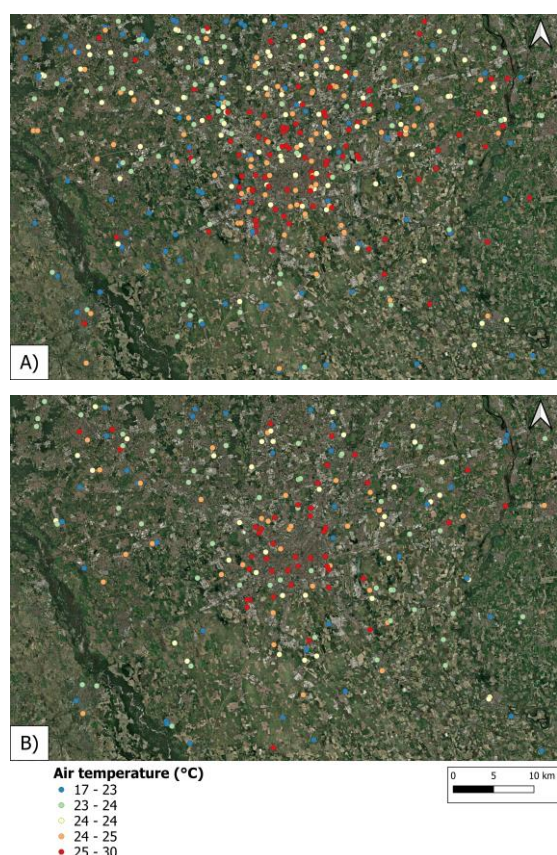 A)
B)
Air temperature (°C)
17 - 23
23 - 24
24 - 24
24 - 25
25 - 30
0 5 10 km